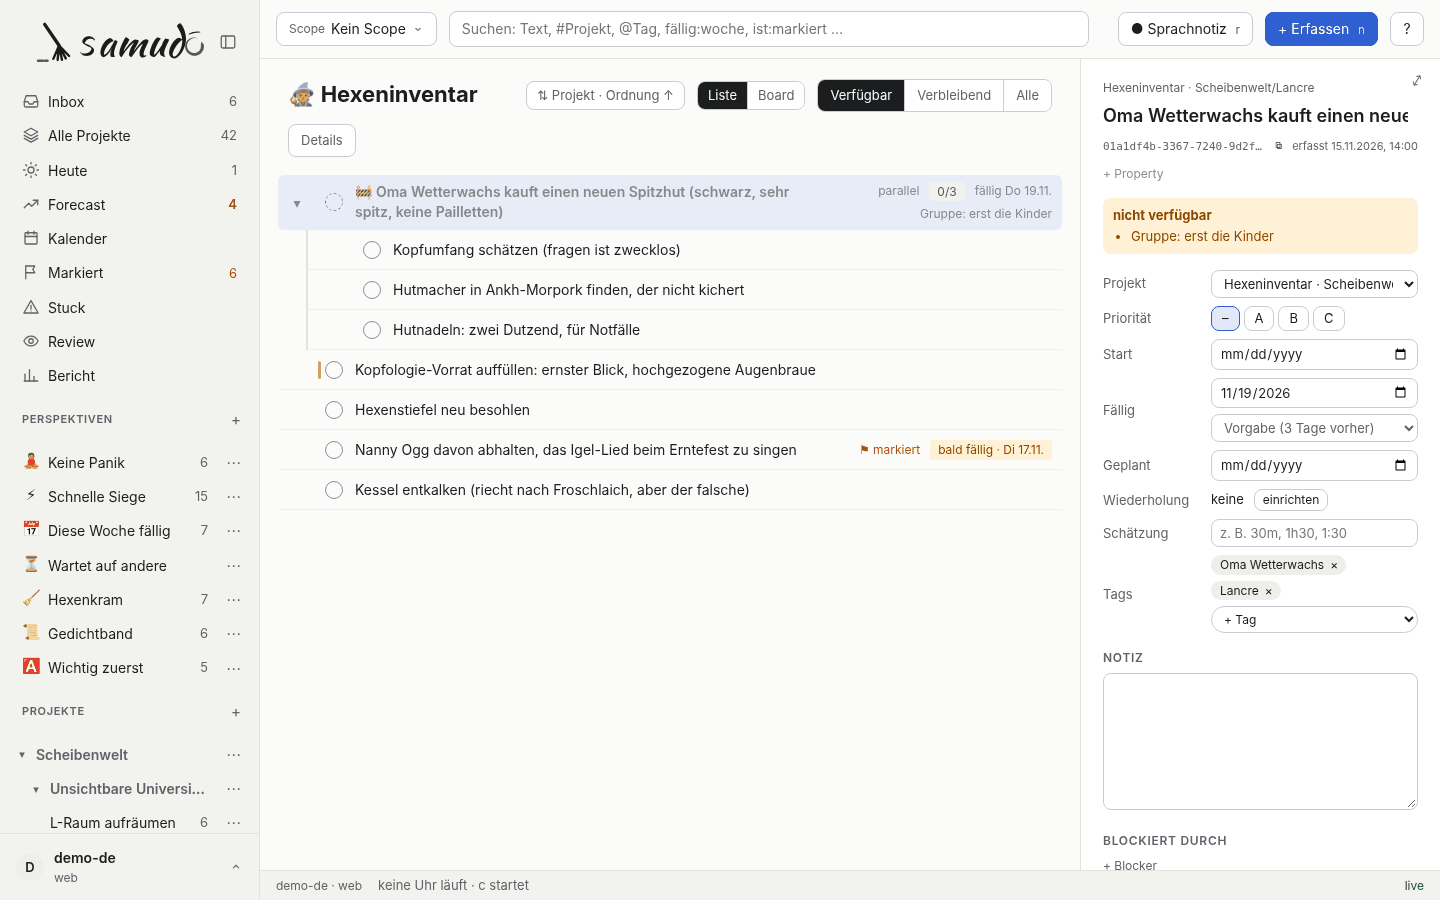 samudo
Inbox 6
Alle Projekte 42
Heute 1
Forecast 4
Kalender
Markiert 6
Stuck
Review
Bericht
PERSPEKTIVEN +
Keine Panik 6 ...
Schnelle Siege 15 ...
Diese Woche fällig 7 ...
Wartet auf andere ...
Hexenkram 7 ...
Gedichtband 6 ...
Wichtig zuerst 5 ...
PROJEKTE +
Scheibenwelt ...
Unsichtbare Universi... ...
L-Raum aufräumen 6 ...
D demo-de
web
Scope Kein Scope
Suchen: Text, #Projekt, @Tag, fällig:woche, ist:markiert ...
Sprachnotiz r
+ Erfassen n
?
Hexeninventar
⇅ Projekt · Ordnung ↑
Liste Board
Verfügbar Verbleibend Alle
Details
Oma Wetterwachs kauft einen neuen Spitzhut (schwarz, sehr
spitz, keine Pailletten)
parallel 0/3 fällig Do 19.11.
Gruppe: erst die Kinder
Kopfumfang schätzen (fragen ist zwecklos)
Hutmacher in Ankh-Morpork finden, der nicht kichert
Hutnadeln: zwei Dutzend, für Notfälle
Kopfologie-Vorrat auffüllen: ernster Blick, hochgezogene Augenbraue
Hexenstiefel neu besohlen
Nanny Ogg davon abhalten, das Igel-Lied beim Erntefest zu singen markiert bald fällig · Di 17.11.
Kessel entkalken (riecht nach Froschlaich, aber der falsche)
Hexeninventar · Scheibenwelt/Lancre
Oma Wetterwachs kauft einen neue
01a1df4b-3367-7240-9d2f… erfasst 15.11.2026, 14:00
+ Property
nicht verfügbar
• Gruppe: erst die Kinder
Projekt Hexeninventar · Scheibenwe
Priorität – A B C
Start mm/dd/yyyy
Fällig 11/19/2026
Vorgabe (3 Tage vorher)
Geplant mm/dd/yyyy
Wiederholung keine einrichten
Schätzung z. B. 30m, 1h30, 1:30
Tags Oma Wetterwachs ×
Lancre ×
+ Tag
NOTIZ
BLOCKIERT DURCH
+ Blocker
demo-de · web keine Uhr läuft · c startet
live